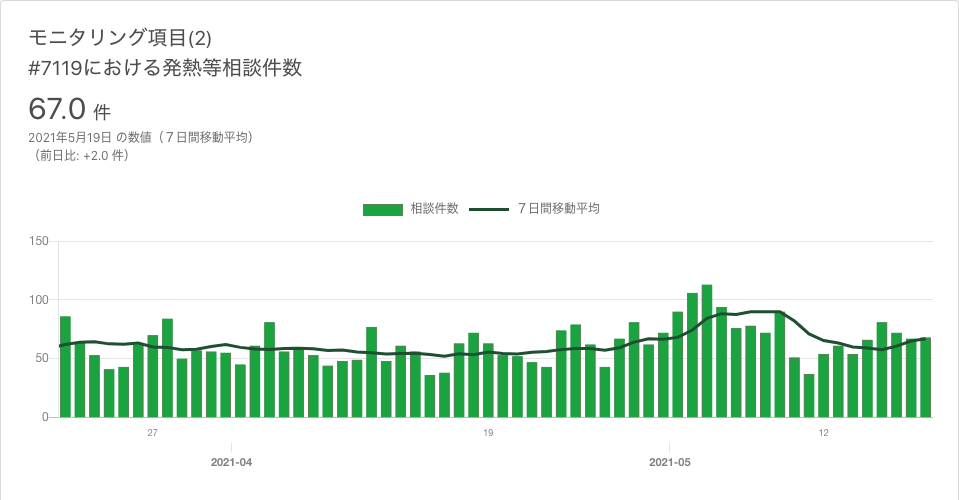 モニタリング項目(2)
#7119における発熱等相談件数
67.0 件
2021年5月19日 の数値（７日間移動平均）
（前日比: +2.0 件）
相談件数 ７日間移動平均
150
100
50
0
27 19 12
2021-04 2021-05